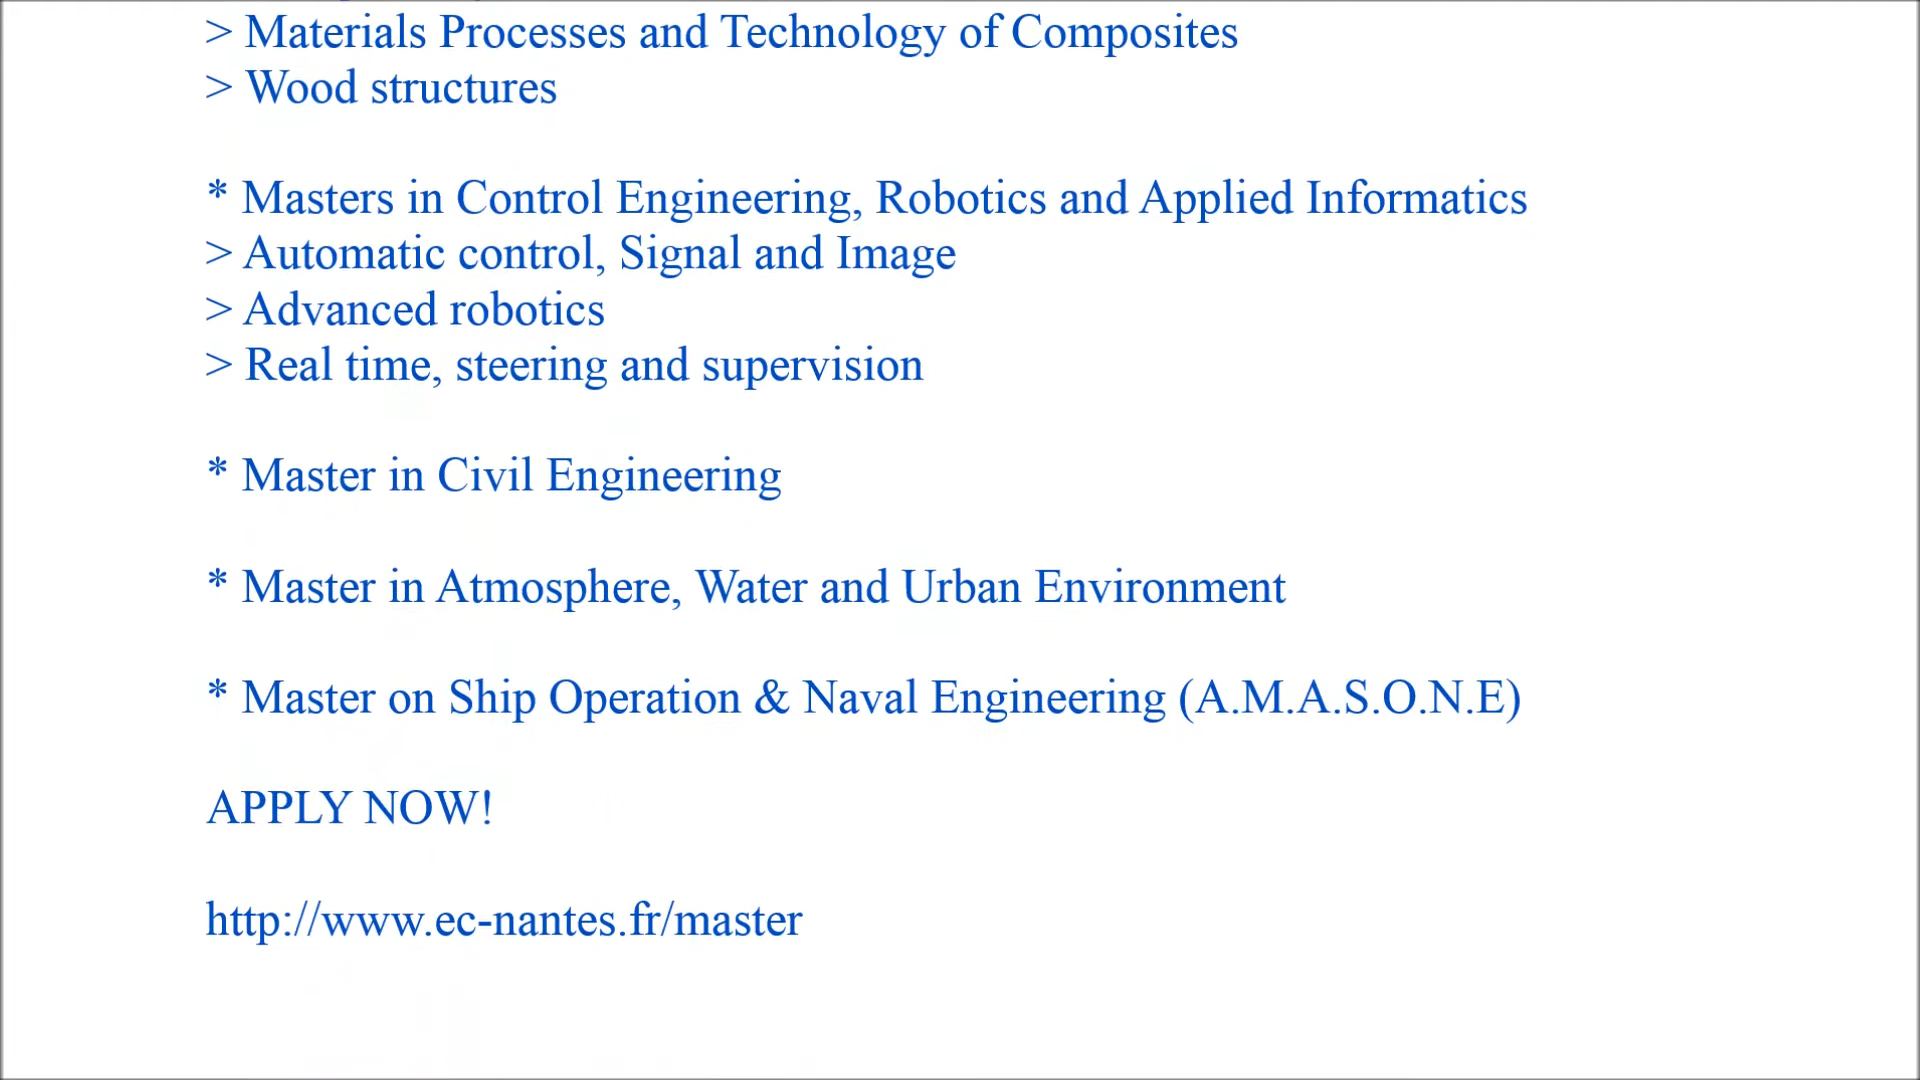 > Materials Processes and Technology of Composites
> Wood structures
* Masters in Control Engineering, Robotics and Applied Informatics
> Automatic control, Signal and Image
> Advanced robotics
> Real time, steering and supervision
* Master in Civil Engineering
* Master in Atmosphere, Water and Urban Environment
* Master on Ship Operation & Naval Engineering (A.M.A.S.O.N.E)
APPLY NOW!
http://www.ec-nantes.fr/master